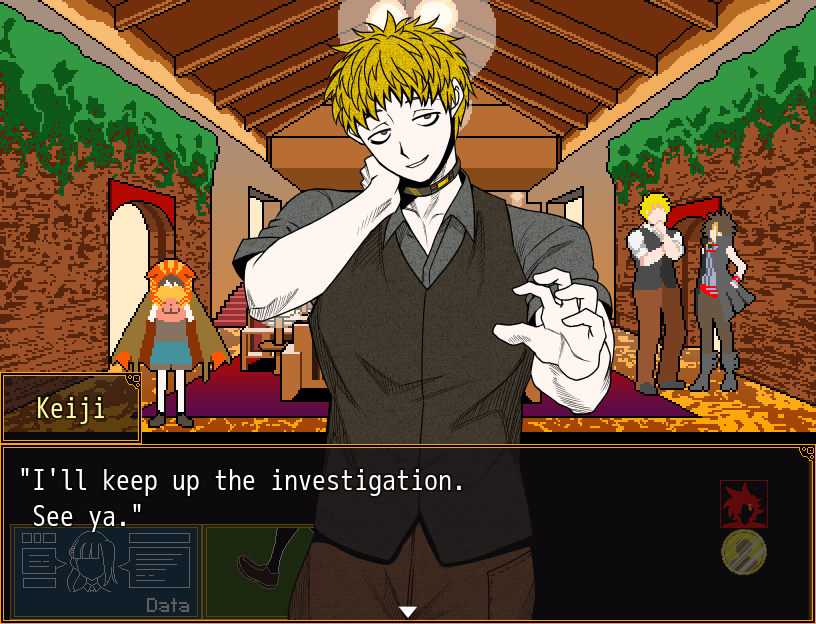 Keiji
"I'll keep up the investigation.
See ya."
Data